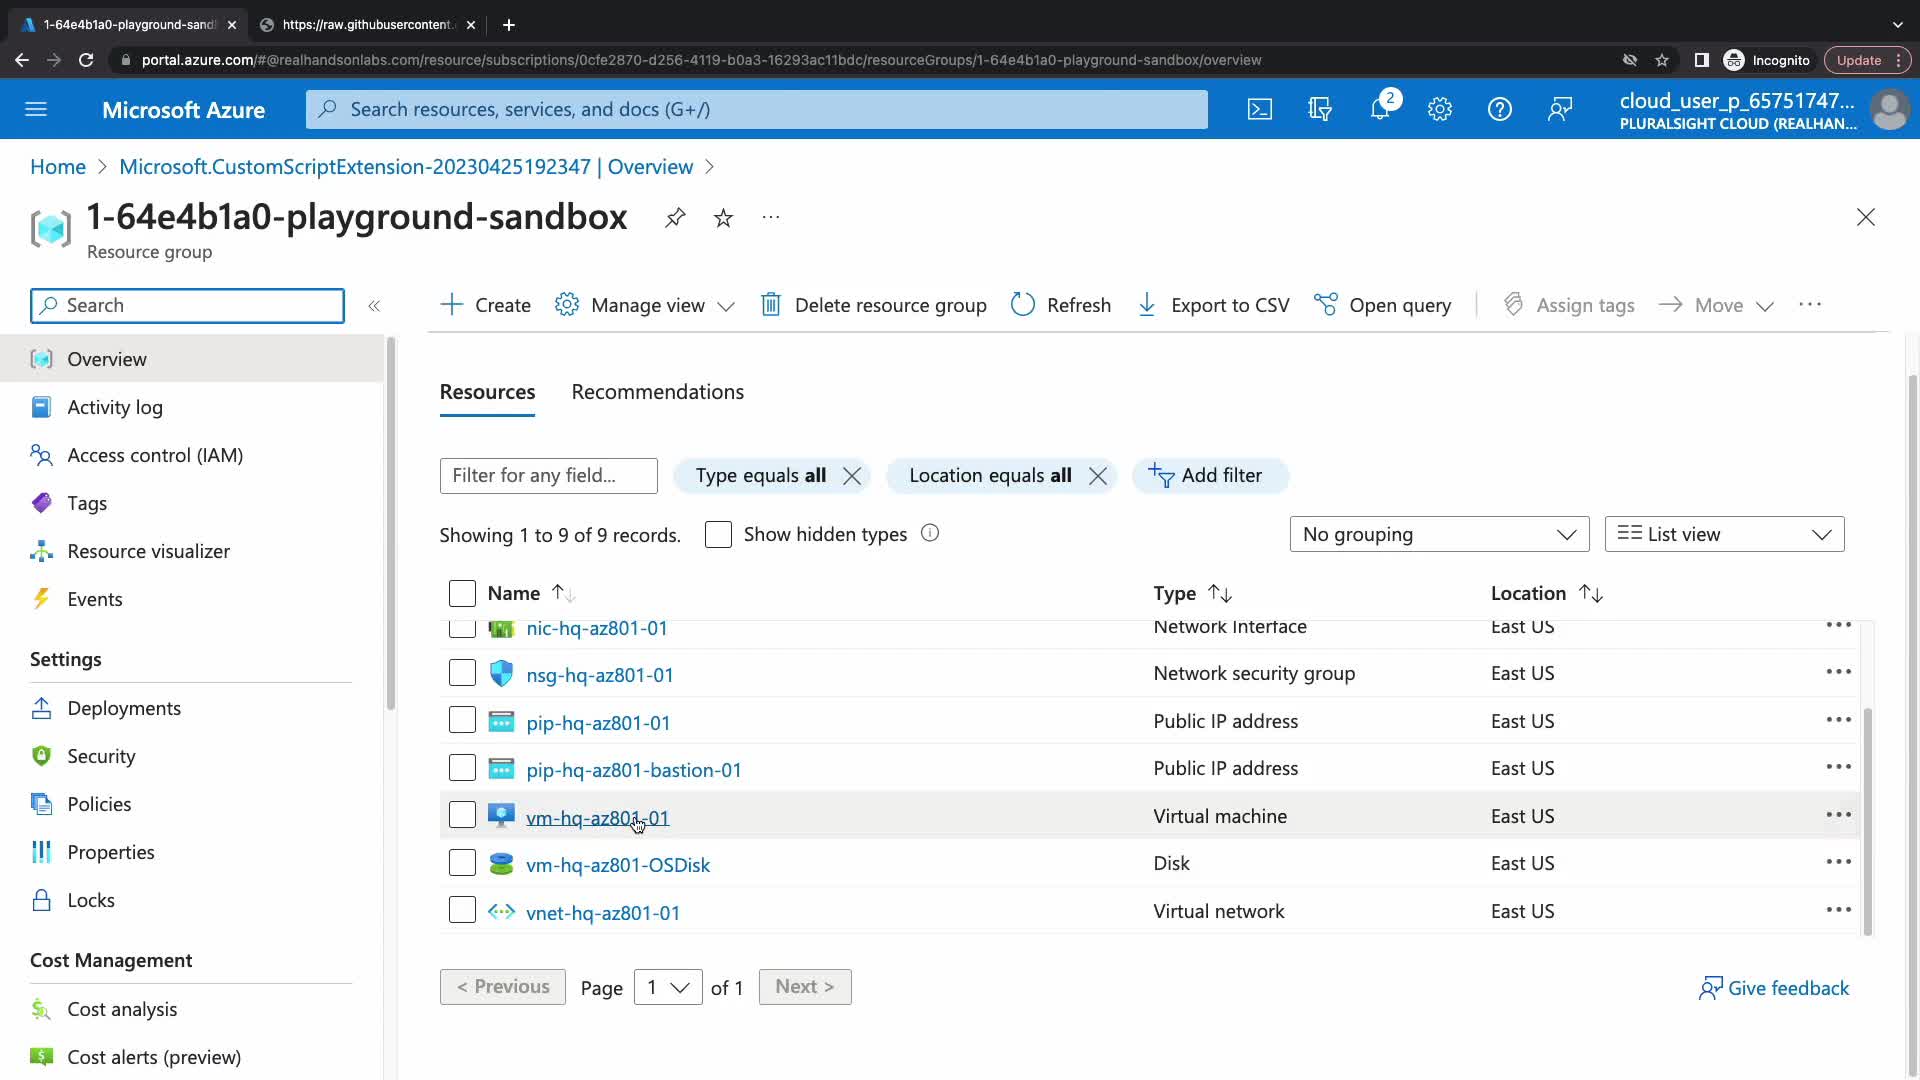 1-64e4b1a0-playground-sand
https://raw.githubusercontent.
portal.azure.com/#@realhandsonlabs.com/resource/subscriptions/0cfe2870-d256-4119-b0a3-16293ac11bdc/resourceGroups/1-64e4b1a0-playground-sandbox/overview
Incognito
Update
Microsoft Azure
Search resources, services, and docs (G+/)
2
cloud_user_p_65751747...
PLURALSIGHT CLOUD (REALHAN...
Home > Microsoft.CustomScriptExtension-20230425192347 | Overview >
1-64e4b1a0-playground-sandbox
Resource group
Search
Create
Manage view
Delete resource group
Refresh
Export to CSV
Open query
Assign tags
Move
Overview
Activity log
Access control (IAM)
Tags
Resource visualizer
Events
Settings
Deployments
Security
Policies
Properties
Locks
Cost Management
Cost analysis
Cost alerts (preview)
Resources
Recommendations
Filter for any field...
Type equals all
Location equals all
Add filter
Showing 1 to 9 of 9 records.
Show hidden types
No grouping
List view
Name Type Location
nic-hq-az801-01 Network Interface East US
nsg-hq-az801-01 Network security group East US
pip-hq-az801-01 Public IP address East US
pip-hq-az801-bastion-01 Public IP address East US
vm-hq-az801-01 Virtual machine East US
vm-hq-az801-OSDisk Disk East US
vnet-hq-az801-01 Virtual network East US
< Previous Page 1 of 1 Next >
Give feedback